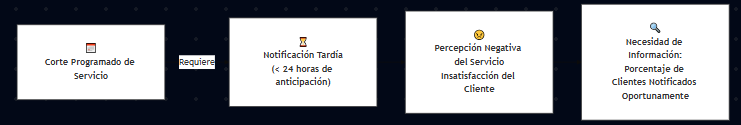 Corte Programado de
Servicio
Requiere
Notificación Tardía
(< 24 horas de
anticipación)
Percepción Negativa
del Servicio
Insatisfacción del
Cliente
Necesidad de
Información:
Porcentaje de
Clientes Notificados
Oportunamente